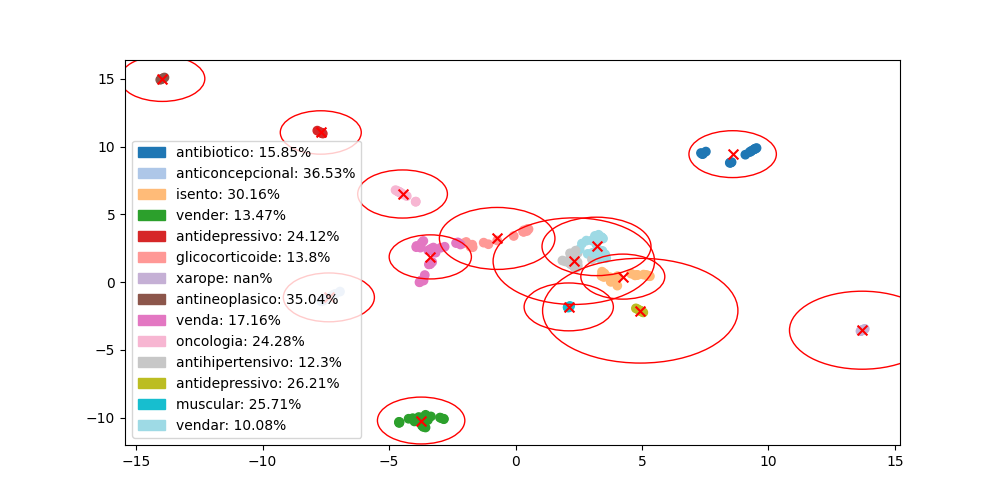 15
10
5
0
−5
−10
antibiotico: 15.85%
anticoncepcional: 36.53%
isento: 30.16%
vender: 13.47%
antidepressivo: 24.12%
glicocorticoide: 13.8%
xarope: nan%
antineoplasico: 35.04%
venda: 17.16%
oncologia: 24.28%
antihipertensivo: 12.3%
antidepressivo: 26.21%
muscular: 25.71%
vendar: 10.08%
−15 −10 −5 0 5 10 15